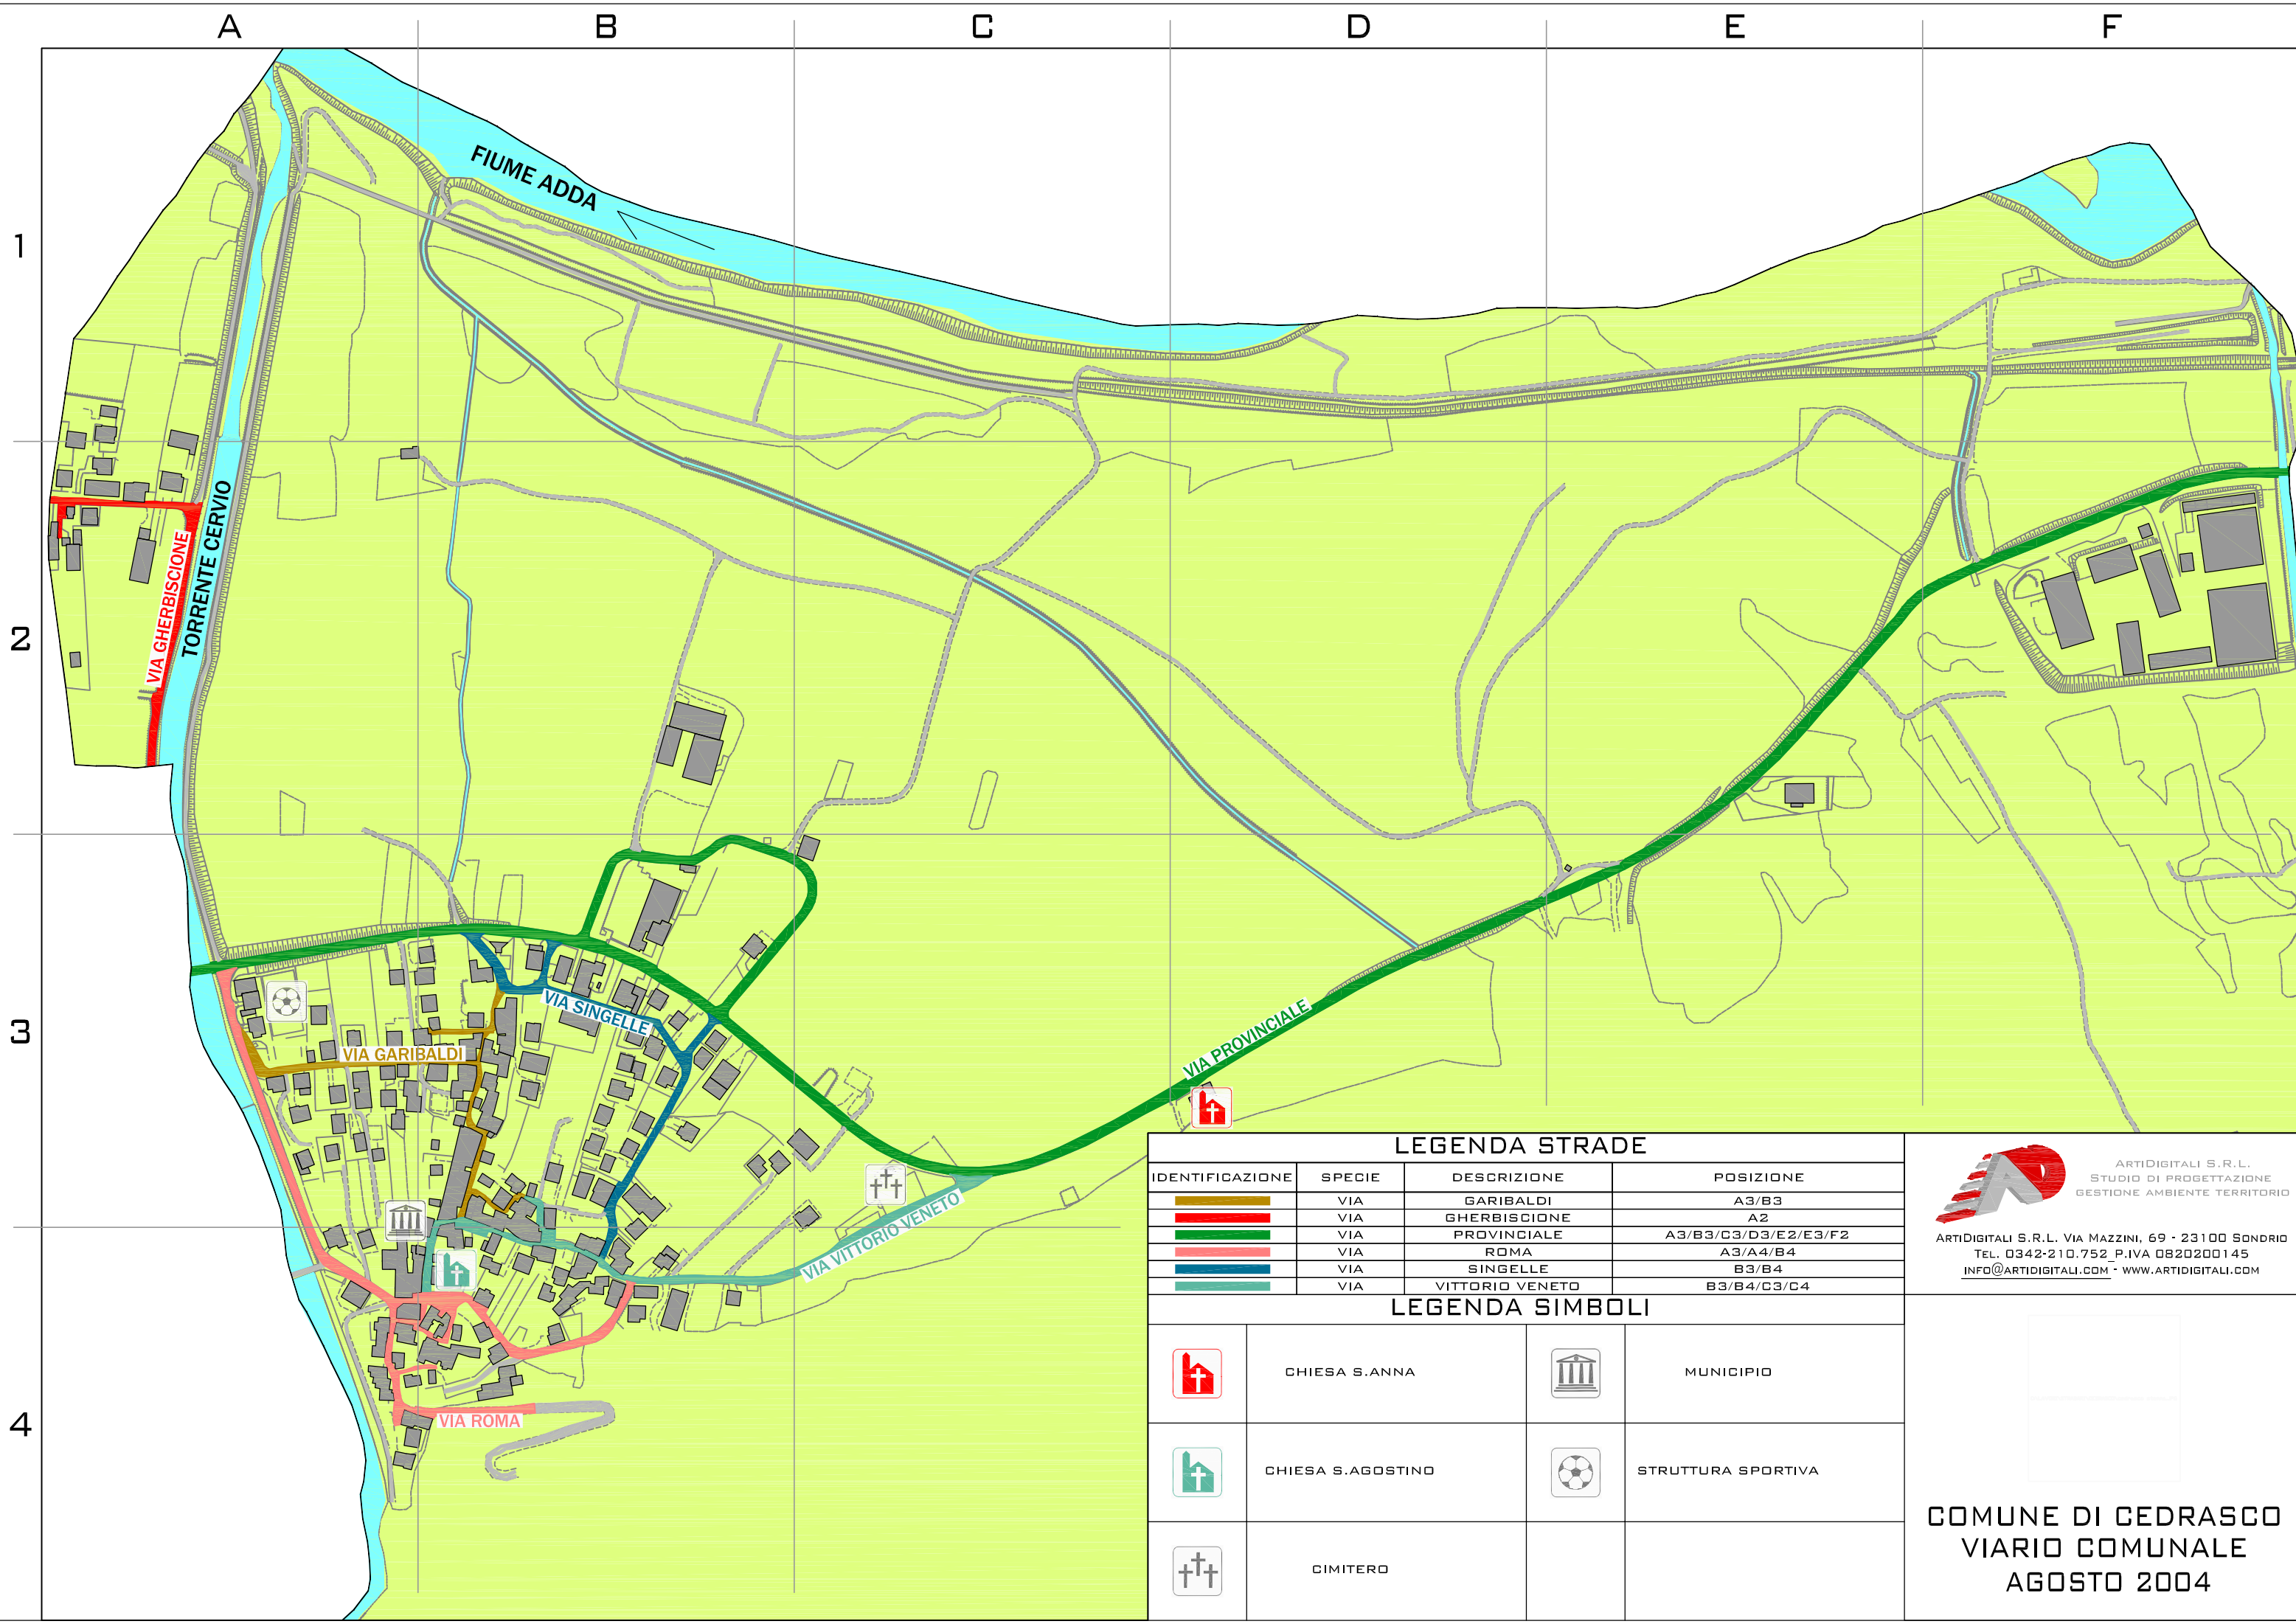 A B C D E F
1
2
3
4
FIUME ADDA
TORRENTE CERVIO
VIA GHERBISCIONE
VIA SINGELLE
VIA GARIBALDI
VIA PROVINCIALE
VIA VITTORIO VENETO
VIA ROMA
LEGENDA STRADE
IDENTIFICAZIONE SPECIE DESCRIZIONE POSIZIONE
VIA GARIBALDI A3/B3
VIA GHERBISCIONE A2
VIA PROVINCIALE A3/B3/C3/D3/E2/E3/F2
VIA ROMA A3/A4/B4
VIA SINGELLE B3/B4
VIA VITTORIO VENETO B3/B4/C3/C4
LEGENDA SIMBOLI
CHIESA S.ANNA MUNICIPIO
CHIESA S.AGOSTINO STRUTTURA SPORTIVA
CIMITERO
AD
ARTIDIGITALI S.R.L.
STUDIO DI PROGETTAZIONE
GESTIONE AMBIENTE TERRITORIO
ARTIDIGITALI S.R.L. VIA MAZZINI, 69 - 23100 SONDRIO
TEL. 0342-210.752 P.IVA 0820200145
INFO@ARTIDIGITALI.COM - WWW.ARTIDIGITALI.COM
COMUNE DI CEDRASCO
VIARIO COMUNALE
AGOSTO 2004